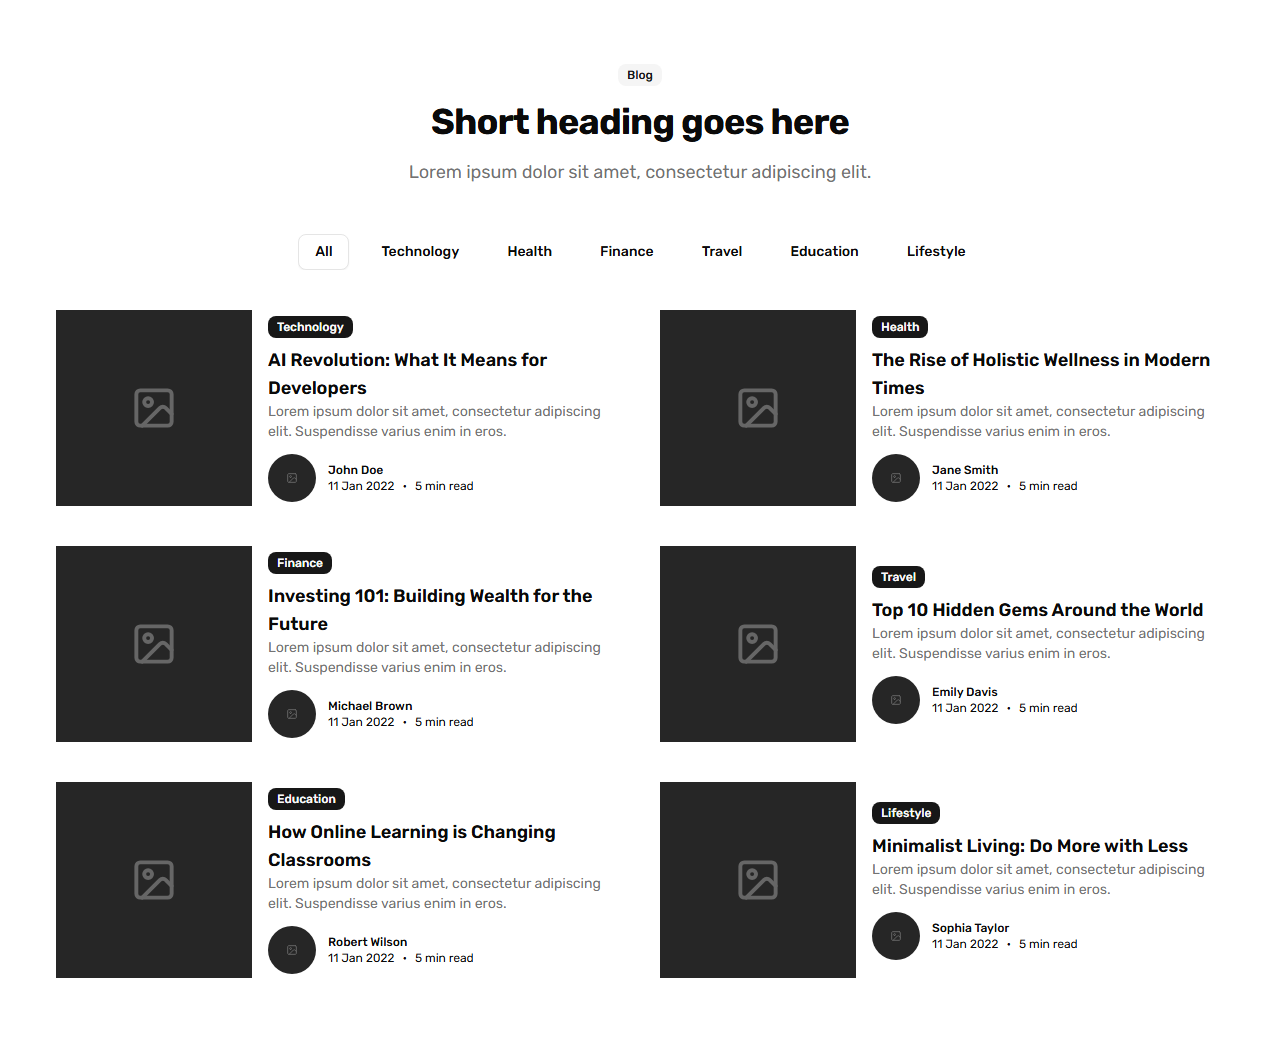 Blog
Short heading goes here
Lorem ipsum dolor sit amet, consectetur adipiscing elit.
All
Technology
Health
Finance
Travel
Education
Lifestyle
Technology
AI Revolution: What It Means for
Developers
Lorem ipsum dolor sit amet, consectetur adipiscing
elit. Suspendisse varius enim in eros.
John Doe
11 Jan 2022 • 5 min read
Health
The Rise of Holistic Wellness in Modern
Times
Lorem ipsum dolor sit amet, consectetur adipiscing
elit. Suspendisse varius enim in eros.
Jane Smith
11 Jan 2022 • 5 min read
Finance
Investing 101: Building Wealth for the
Future
Lorem ipsum dolor sit amet, consectetur adipiscing
elit. Suspendisse varius enim in eros.
Michael Brown
11 Jan 2022 • 5 min read
Travel
Top 10 Hidden Gems Around the World
Lorem ipsum dolor sit amet, consectetur adipiscing
elit. Suspendisse varius enim in eros.
Emily Davis
11 Jan 2022 • 5 min read
Education
How Online Learning is Changing
Classrooms
Lorem ipsum dolor sit amet, consectetur adipiscing
elit. Suspendisse varius enim in eros.
Robert Wilson
11 Jan 2022 • 5 min read
Lifestyle
Minimalist Living: Do More with Less
Lorem ipsum dolor sit amet, consectetur adipiscing
elit. Suspendisse varius enim in eros.
Sophia Taylor
11 Jan 2022 • 5 min read